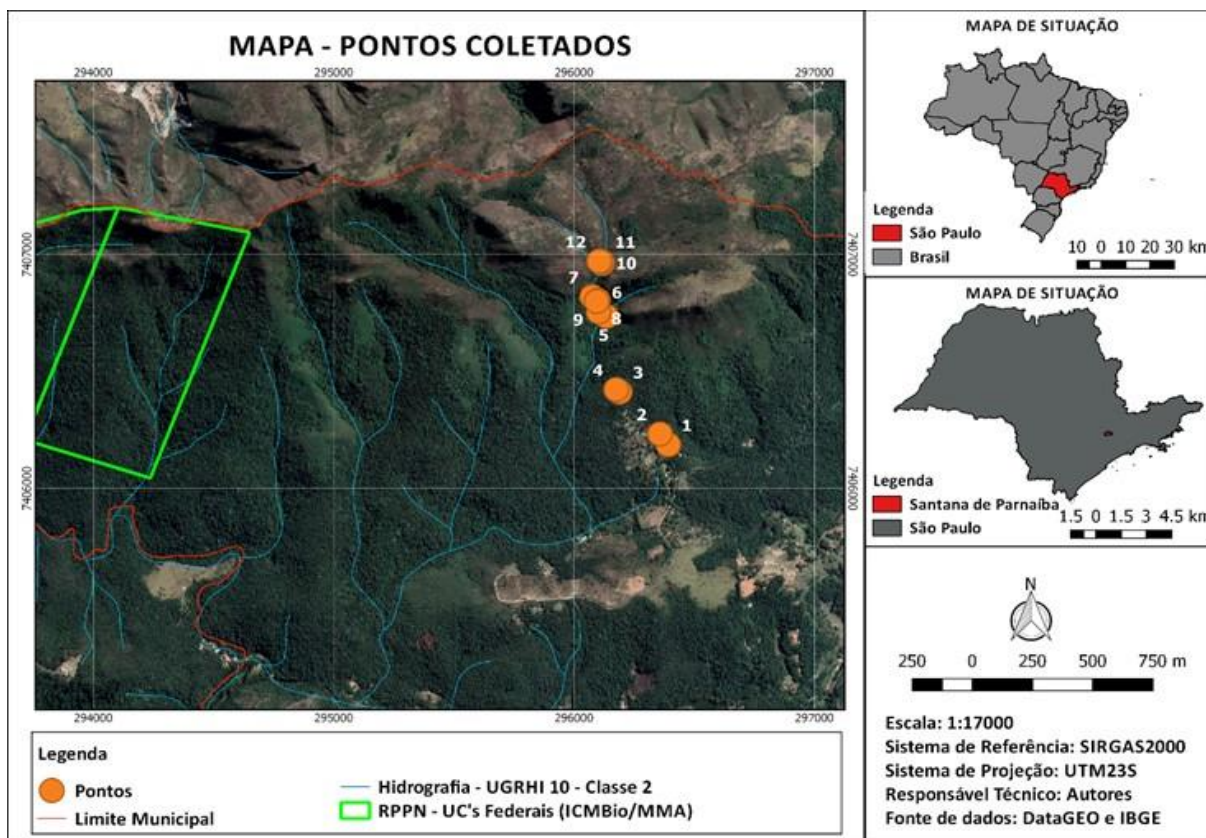 MAPA - PONTOS COLETADOS
294000 295000 296000 297000
7407000 7407000
7406000 7406000
12 11
10
7 6
9 8
5
4 3
2 1
294000 295000 296000 297000
Legenda
Pontos
Limite Municipal
Hidrografia - UGRHI 10 - Classe 2
RPPN - UC's Federais (ICMBio/MMA)
MAPA DE SITUAÇÃO
Legenda
São Paulo
Brasil
10 0 10 20 30 km
MAPA DE SITUAÇÃO
Legenda
Santana de Parnaíba
São Paulo
1.5 0 1.5 3 4.5 km
N
250 0 250 500 750 m
Escala: 1:17000
Sistema de Referência: SIRGAS2000
Sistema de Projeção: UTM23S
Responsável Técnico: Autores
Fonte de dados: DataGEO e IBGE